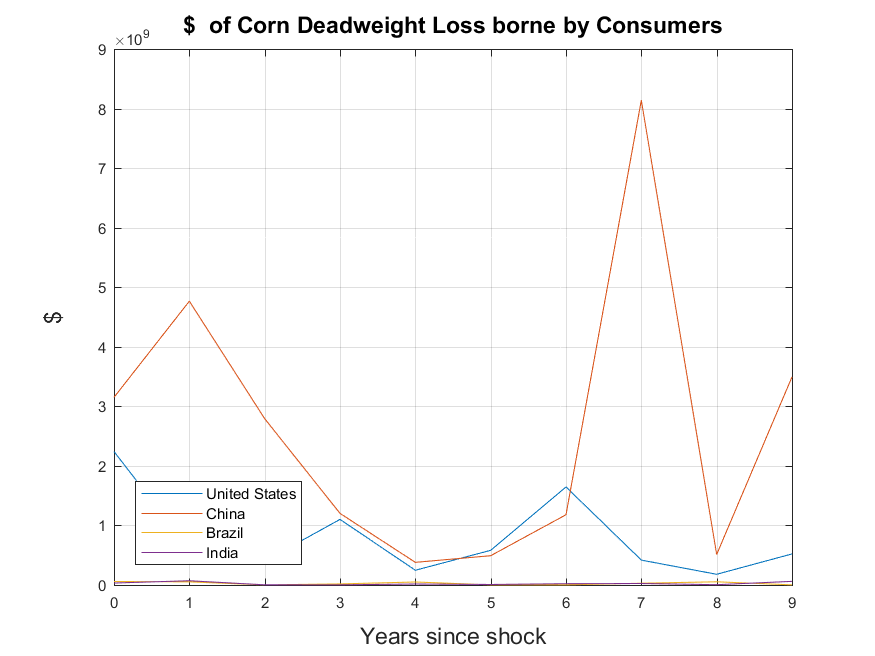 $ of Corn Deadweight Loss borne by Consumers
×10^9
9
8
7
6
5
4
3
2
1
0
$
United States
China
Brazil
India
0 1 2 3 4 5 6 7 8 9
Years since shock